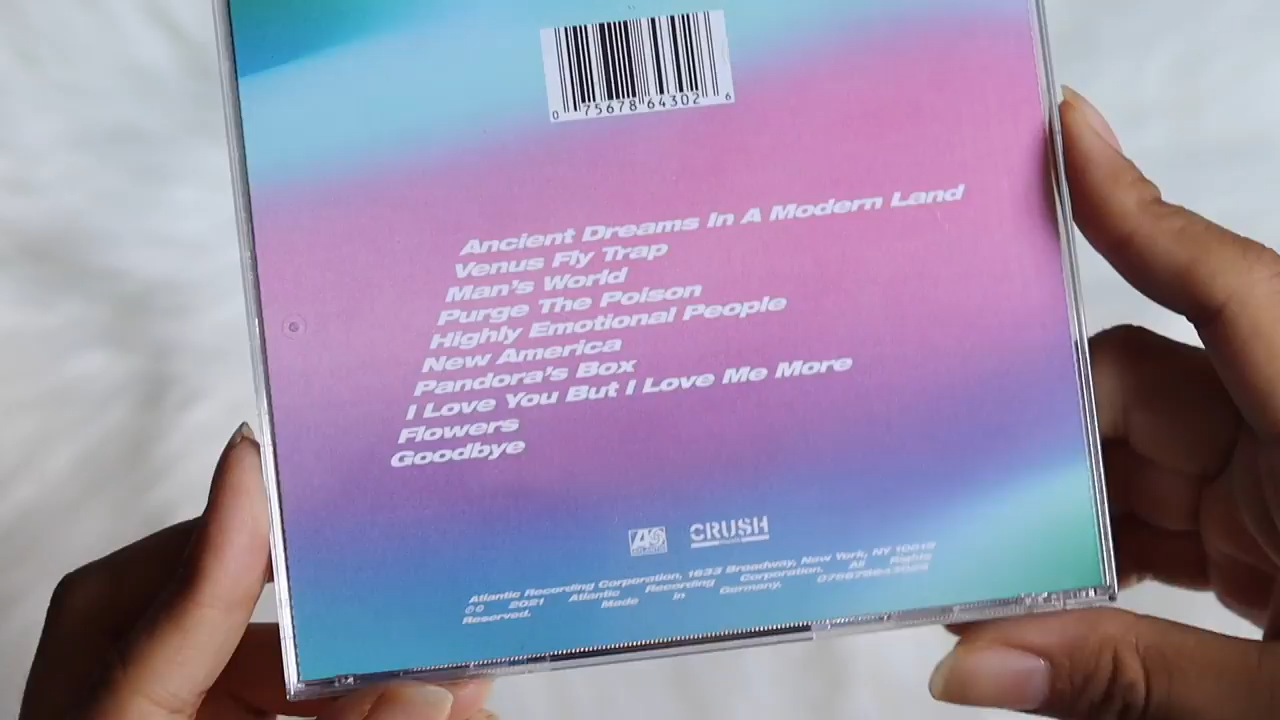 0 75678 64302 6
Ancient Dreams In A Modern Land
Venus Fly Trap
Man's World
Purge The Poison
Highly Emotional People
New America
Pandora's Box
I Love You But I Love Me More
Flowers
Goodbye
CRUSH
Atlantic Recording Corporation, 1633 Broadway, New York, NY 10019
℗© 2021 Atlantic Recording Corporation. All Rights
Reserved. Made in Germany.